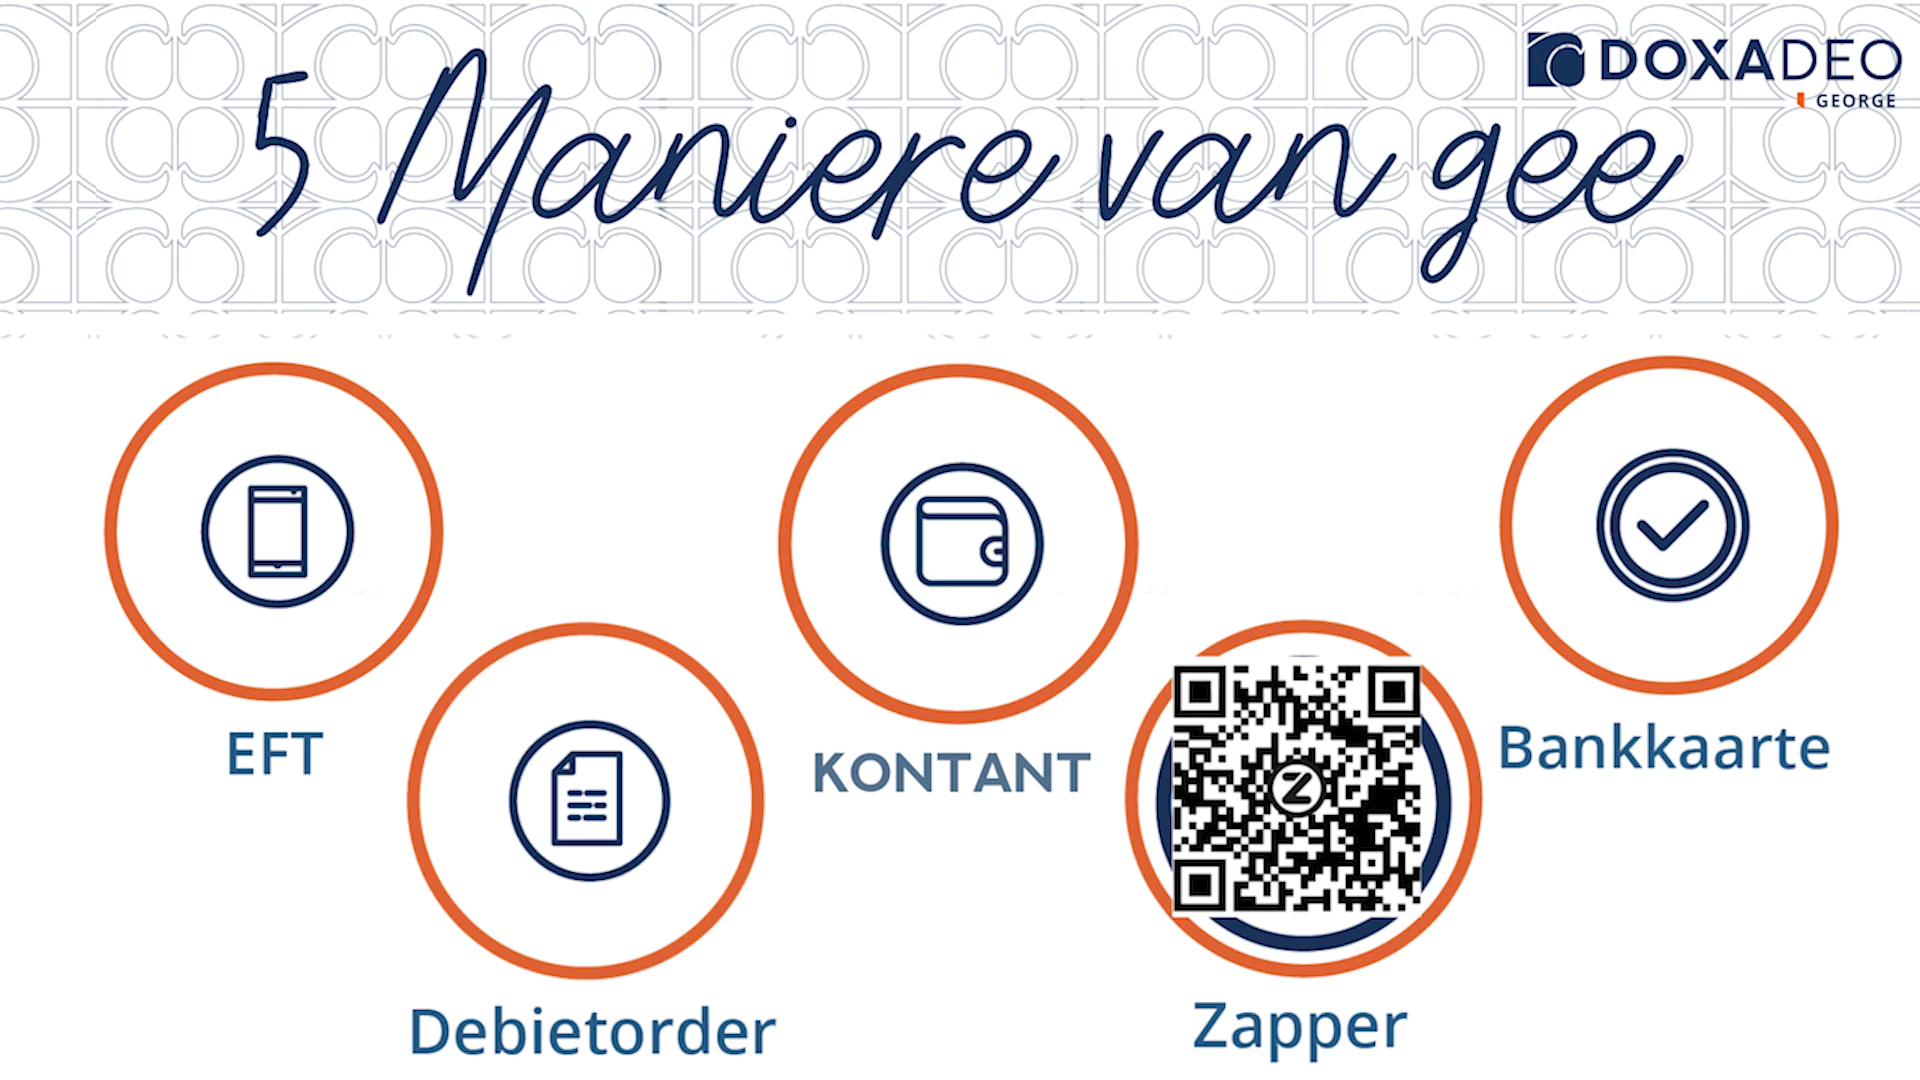 5 Maniere van gee
DOXADEO
GEORGE
EFT
Debietorder
KONTANT
Zapper
Bankkaarte